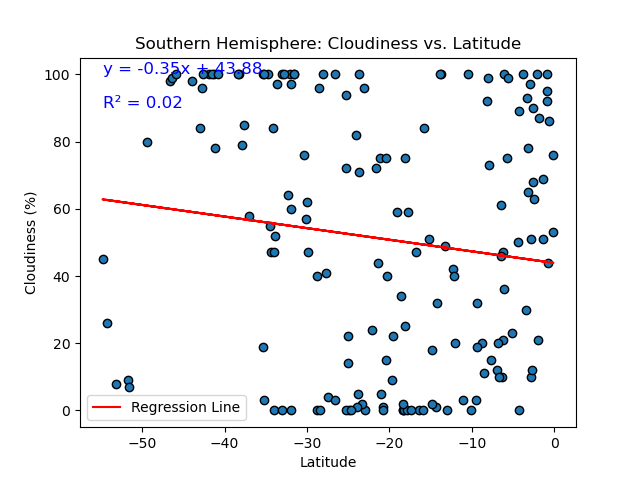 Southern Hemisphere: Cloudiness vs. Latitude
y = -0.35x + 43.88
R² = 0.02
100
80
60
40
20
0
Cloudiness (%)
Regression Line
−50
−40
−30
−20
−10
0
Latitude